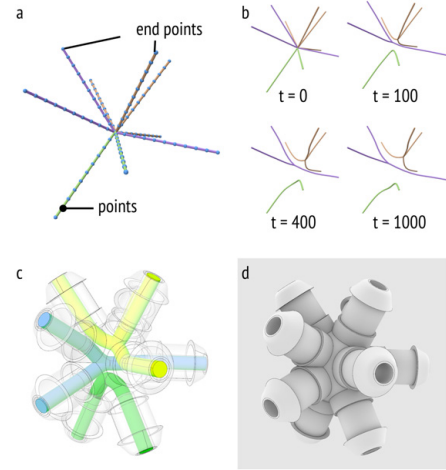 a
end points
points
b
t = 0
t = 100
t = 400
t = 1000
c
d